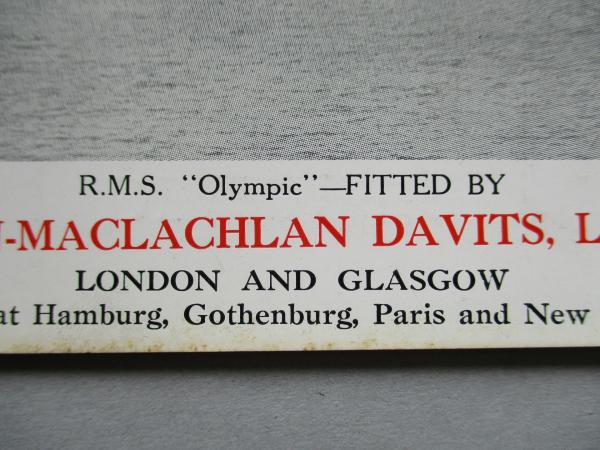 R.M.S. "Olympic"—FITTED BY
-MACLACHLAN DAVITS, L
LONDON AND GLASGOW
at Hamburg, Gothenburg, Paris and New